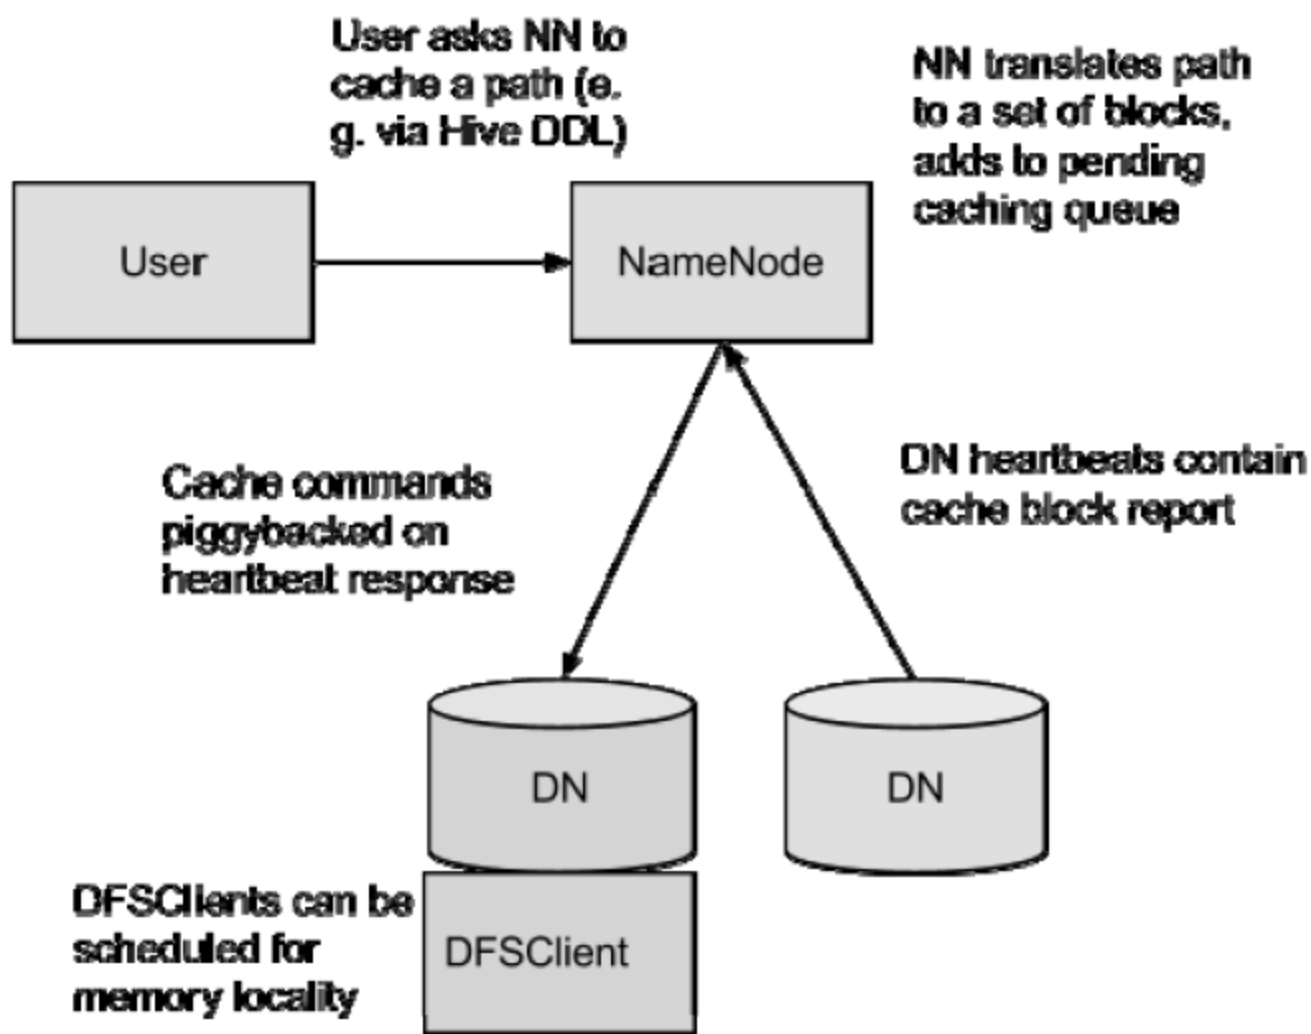 User asks NN to
cache a path (e.
g. via Hive DDL)
NN translates path
to a set of blocks,
adds to pending
caching queue
User
NameNode
Cache commands
piggybacked on
heartbeat response
DN heartbeats contain
cache block report
DN
DN
DFSClients can be
scheduled for
memory locality
DFSClient